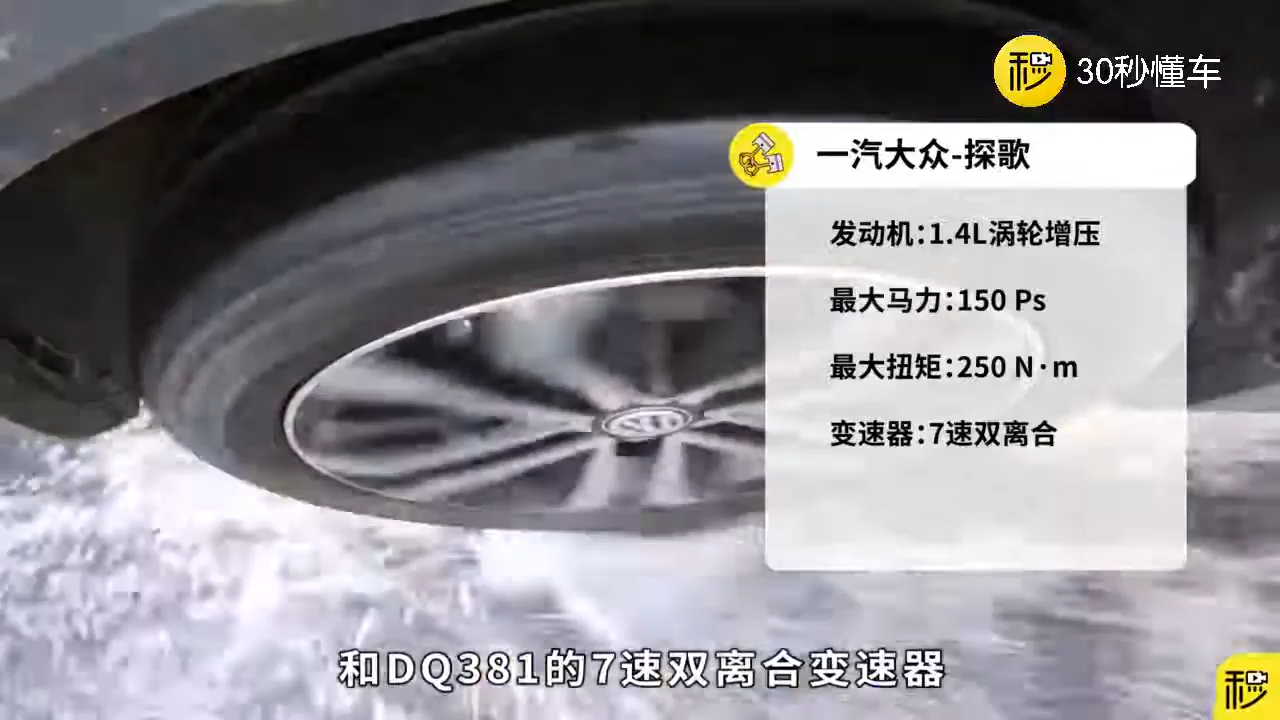 秒 30秒懂车
一汽大众-探歌
发动机:1.4L涡轮增压
最大马力:150 Ps
最大扭矩:250 N·m
变速器:7速双离合
和DQ381的7速双离合变速器
秒